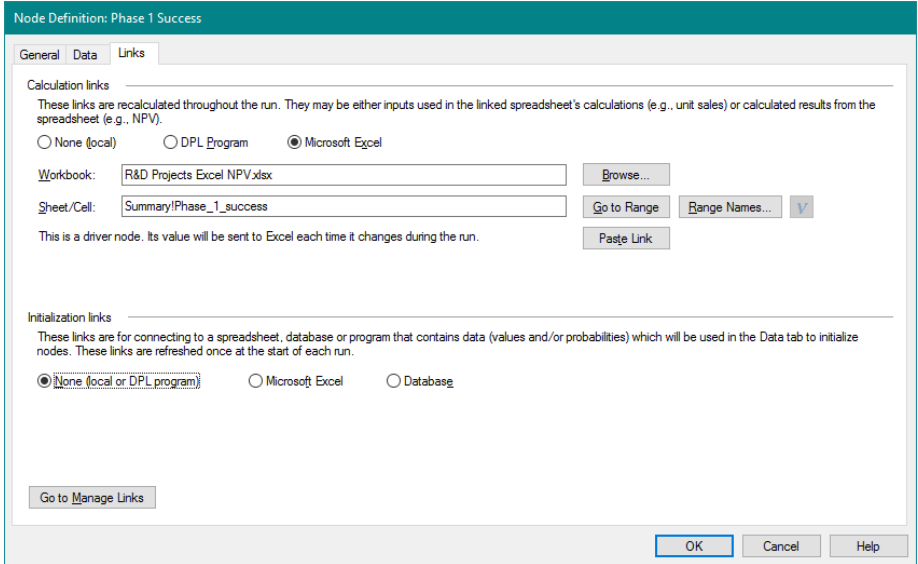 Node Definition: Phase 1 Success
General Data Links
Calculation links
These links are recalculated throughout the run. They may be either inputs used in the linked spreadsheet's calculations (e.g., unit sales) or calculated results from the
spreadsheet (e.g., NPV).
None (local) DPL Program Microsoft Excel
Workbook: R&D Projects Excel NPV.xlsx Browse...
Sheet/Cell: Summary!Phase_1_success Go to Range Range Names... V
This is a driver node. Its value will be sent to Excel each time it changes during the run. Paste Link
Initialization links
These links are for connecting to a spreadsheet, database or program that contains data (values and/or probabilities) which will be used in the Data tab to initialize
nodes. These links are refreshed once at the start of each run.
None (local or DPL program) Microsoft Excel Database
Go to Manage Links
OK Cancel Help